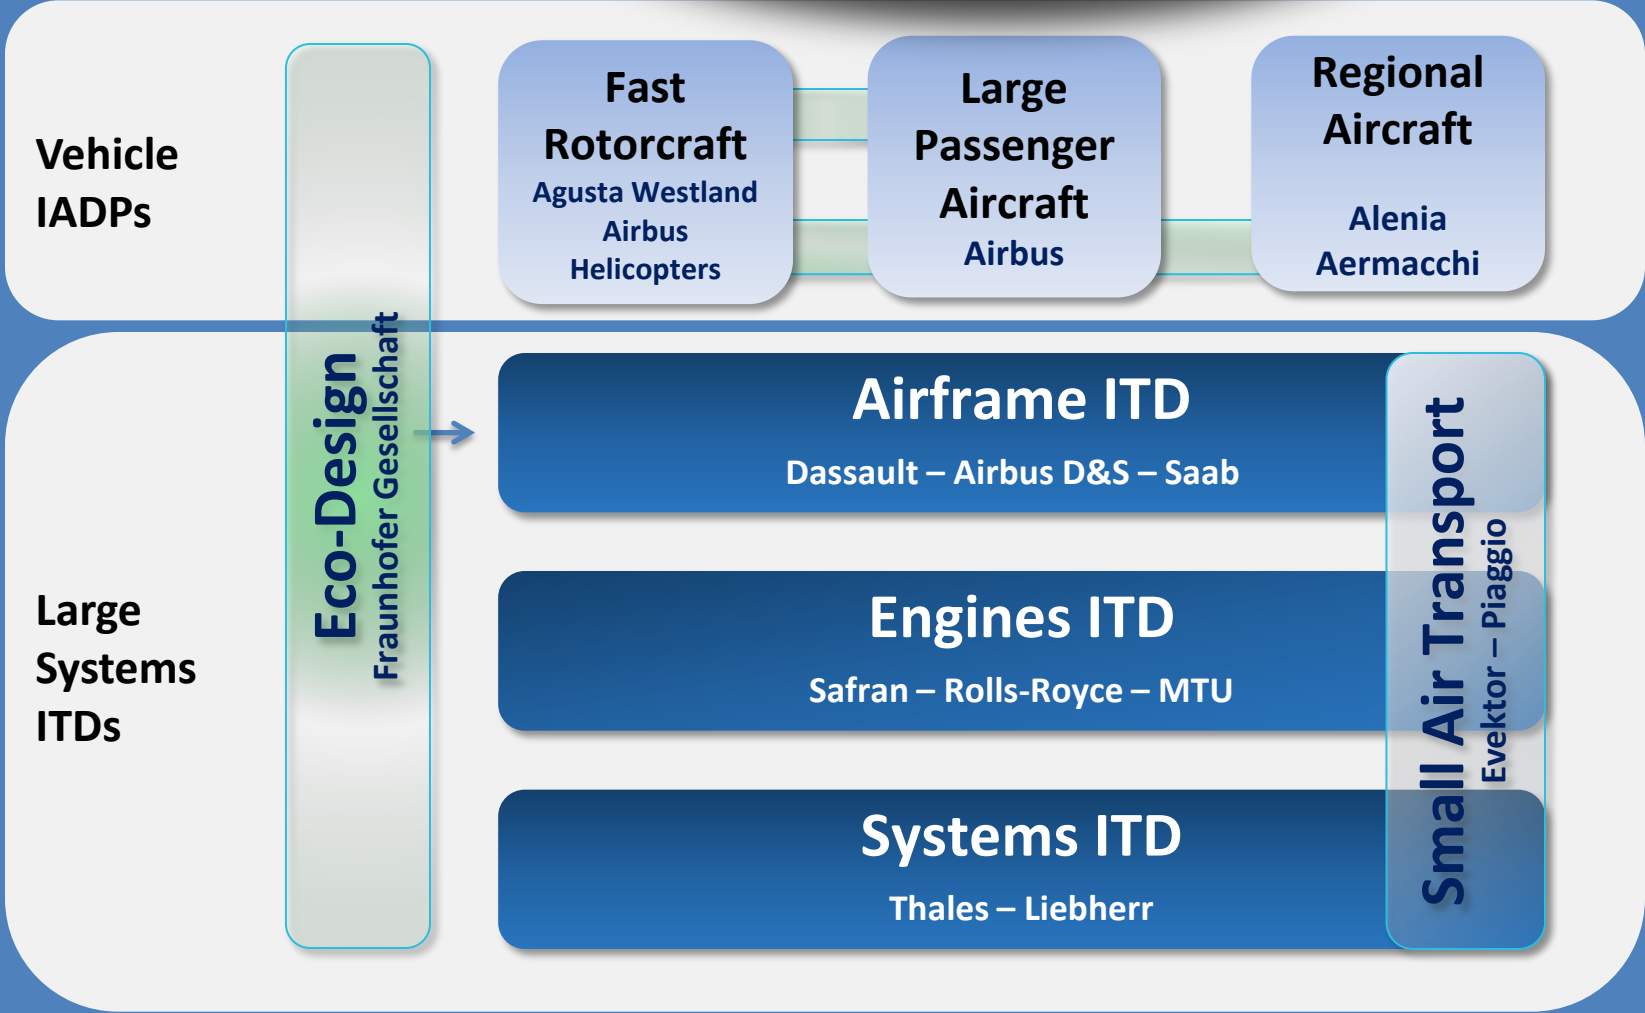 Vehicle
IADPs
Eco-Design
Fraunhofer Gesellschaft
Fast
Rotorcraft
Agusta Westland
Airbus
Helicopters
Large
Passenger
Aircraft
Airbus
Regional
Aircraft
Alenia
Aermacchi
Large
Systems
ITDs
Airframe ITD
Dassault – Airbus D&S – Saab
Engines ITD
Safran – Rolls-Royce – MTU
Systems ITD
Thales – Liebherr
Small Air Transport
Evektor – Piaggio